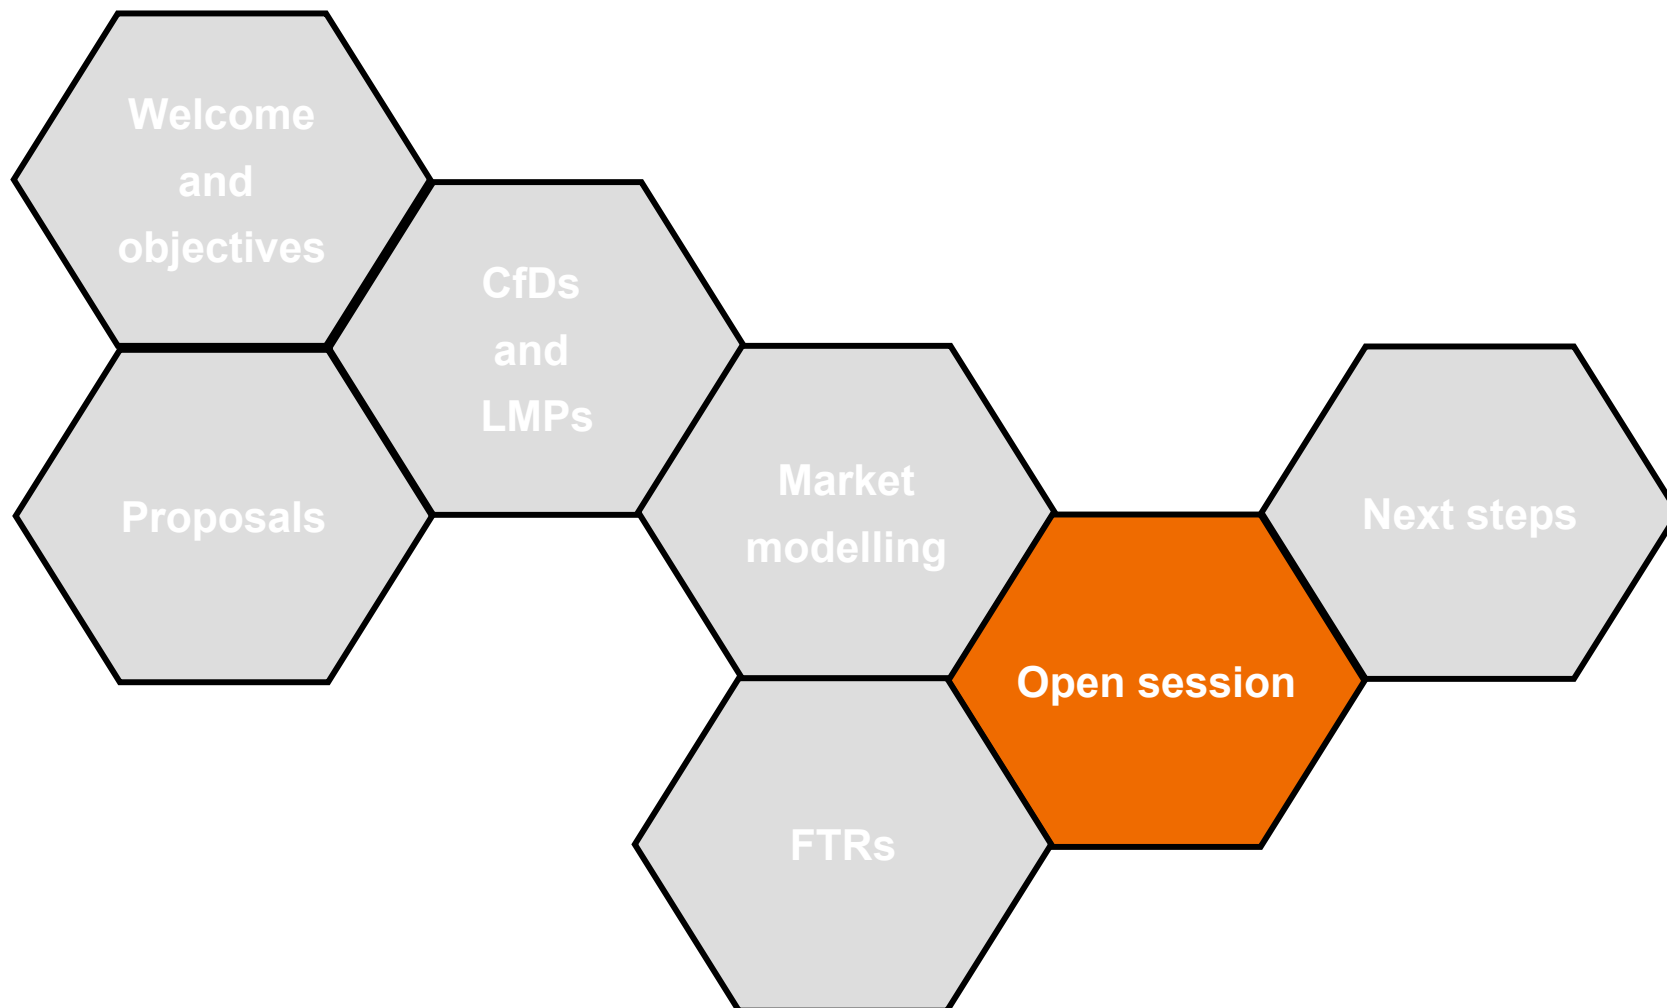 Welcome
and
objectives
Proposals
CfDs
and
LMPs
Market
modelling
FTRs
Open session
Next steps